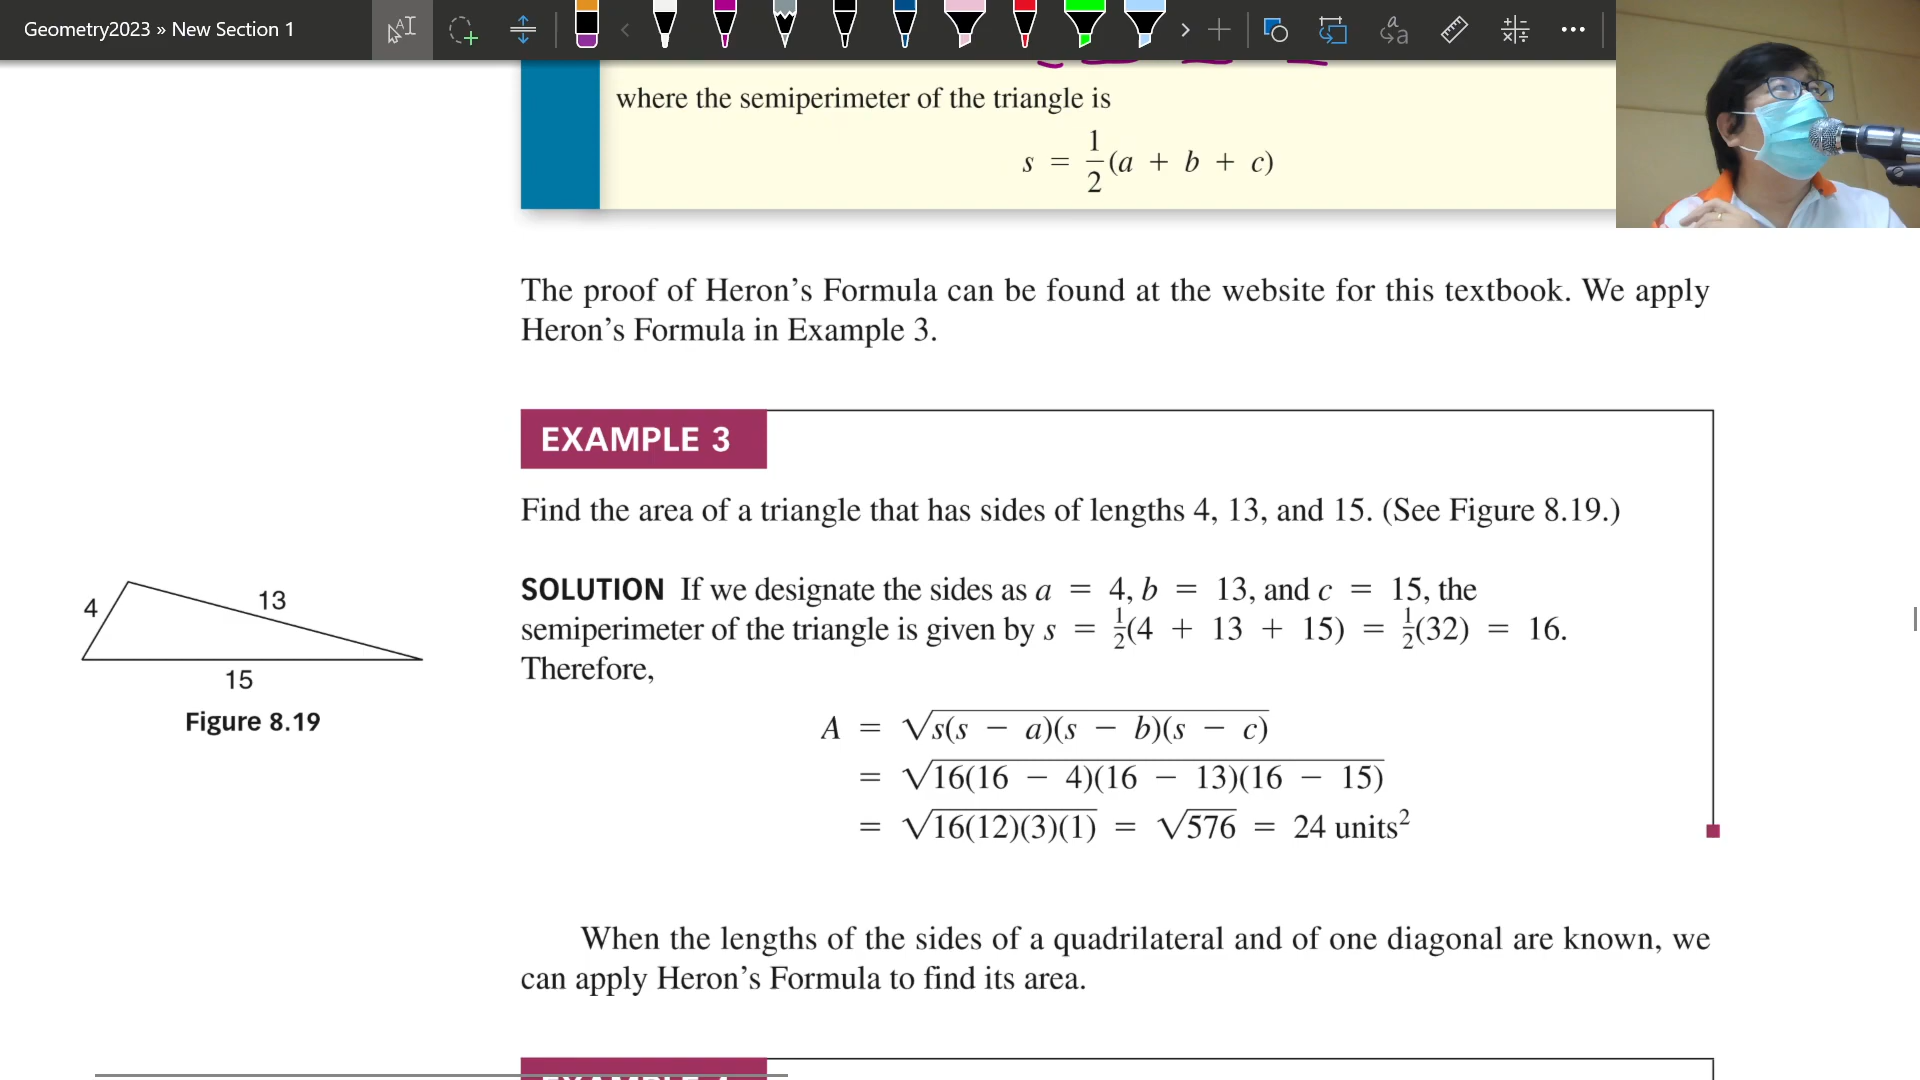 Geometry2023 » New Section 1
where the semiperimeter of the triangle is
s = 1/2(a + b + c)
The proof of Heron’s Formula can be found at the website for this textbook. We apply
Heron’s Formula in Example 3.
EXAMPLE 3
Find the area of a triangle that has sides of lengths 4, 13, and 15. (See Figure 8.19.)
4
13
15
Figure 8.19
SOLUTION If we designate the sides as a = 4, b = 13, and c = 15, the
semiperimeter of the triangle is given by s = 1/2(4 + 13 + 15) = 1/2(32) = 16.
Therefore,
A = √s(s − a)(s − b)(s − c)
= √16(16 − 4)(16 − 13)(16 − 15)
= √16(12)(3)(1) = √576 = 24 units²
When the lengths of the sides of a quadrilateral and of one diagonal are known, we
can apply Heron’s Formula to find its area.